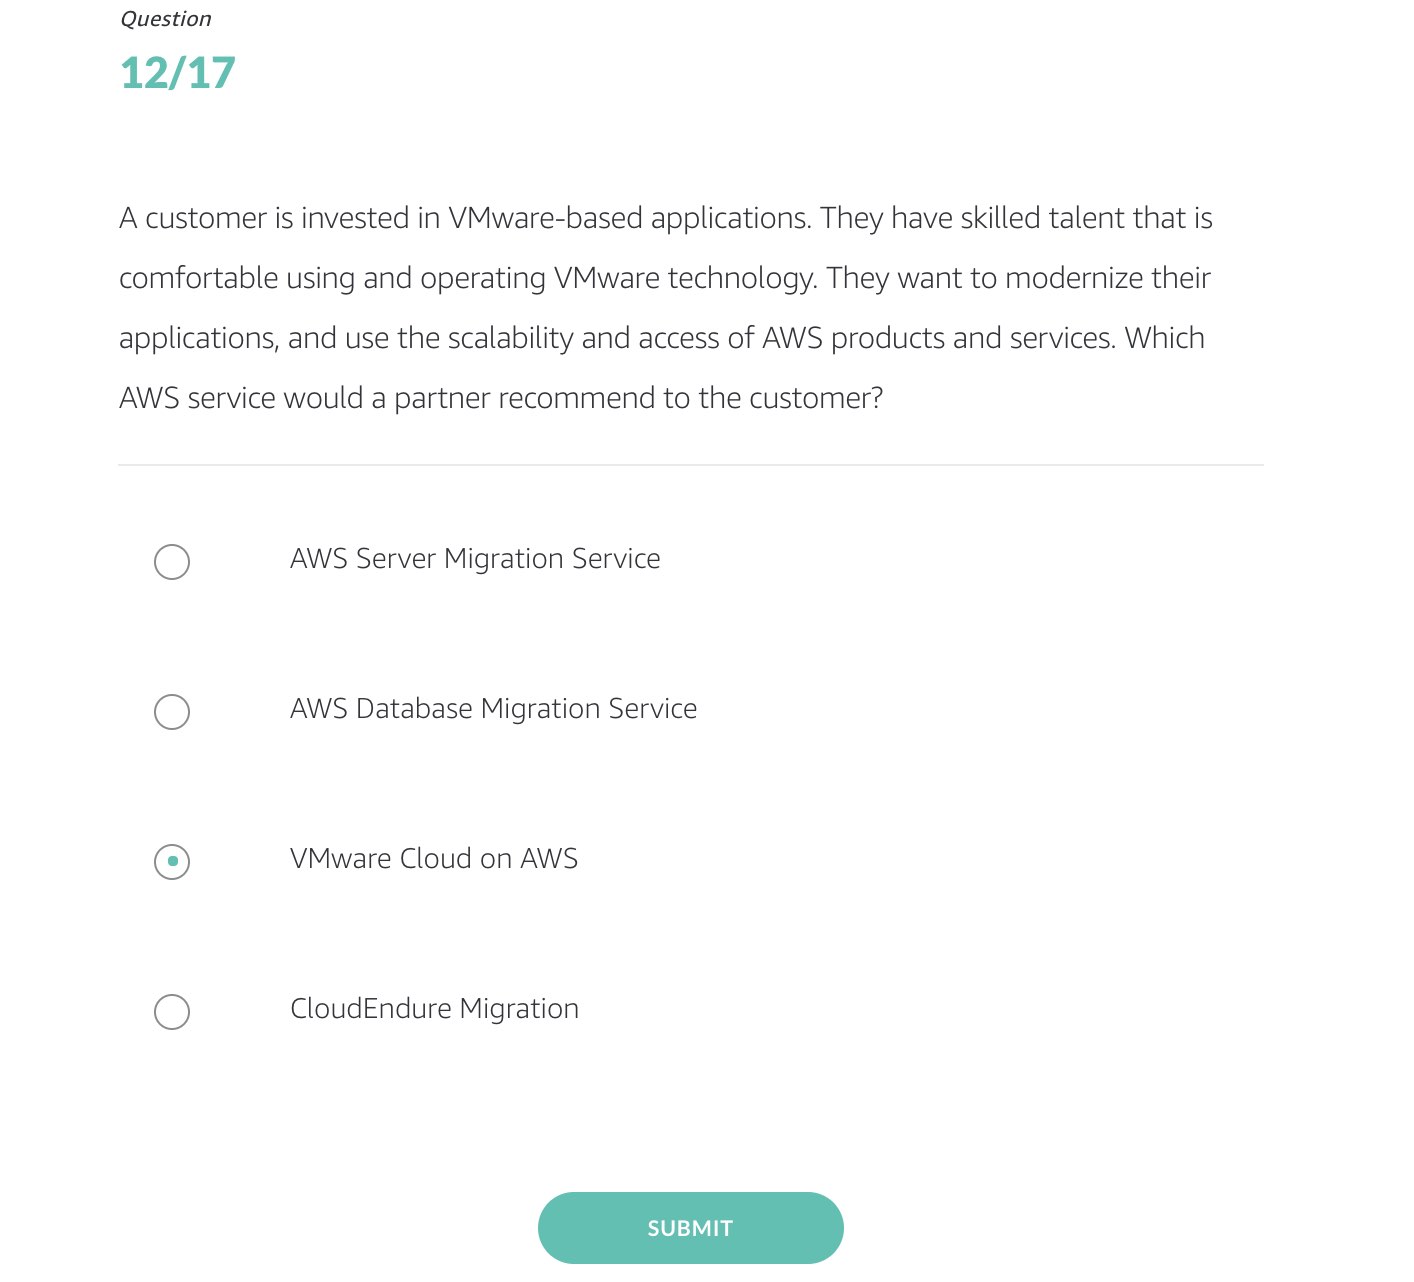 Question
12/17
A customer is invested in VMware-based applications. They have skilled talent that is
comfortable using and operating VMware technology. They want to modernize their
applications, and use the scalability and access of AWS products and services. Which
AWS service would a partner recommend to the customer?
AWS Server Migration Service
AWS Database Migration Service
VMware Cloud on AWS
CloudEndure Migration
SUBMIT